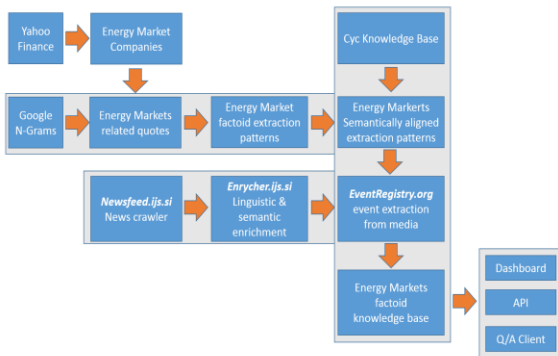 Yahoo
Finance
Energy Market
Companies
Cyc Knowledge Base
Google
N-Grams
Energy Markets
related quotes
Energy Market
factoid extraction
patterns
Energy Markerts
Semantically aligned
extraction patterns
Newsfeed.ijs.si
News crawler
Enrycher.ijs.si
Linguistic &
semantic
enrichment
EventRegistry.org
event extraction
from media
Energy Markets
factoid
knowledge base
Dashboard
API
Q/A Client